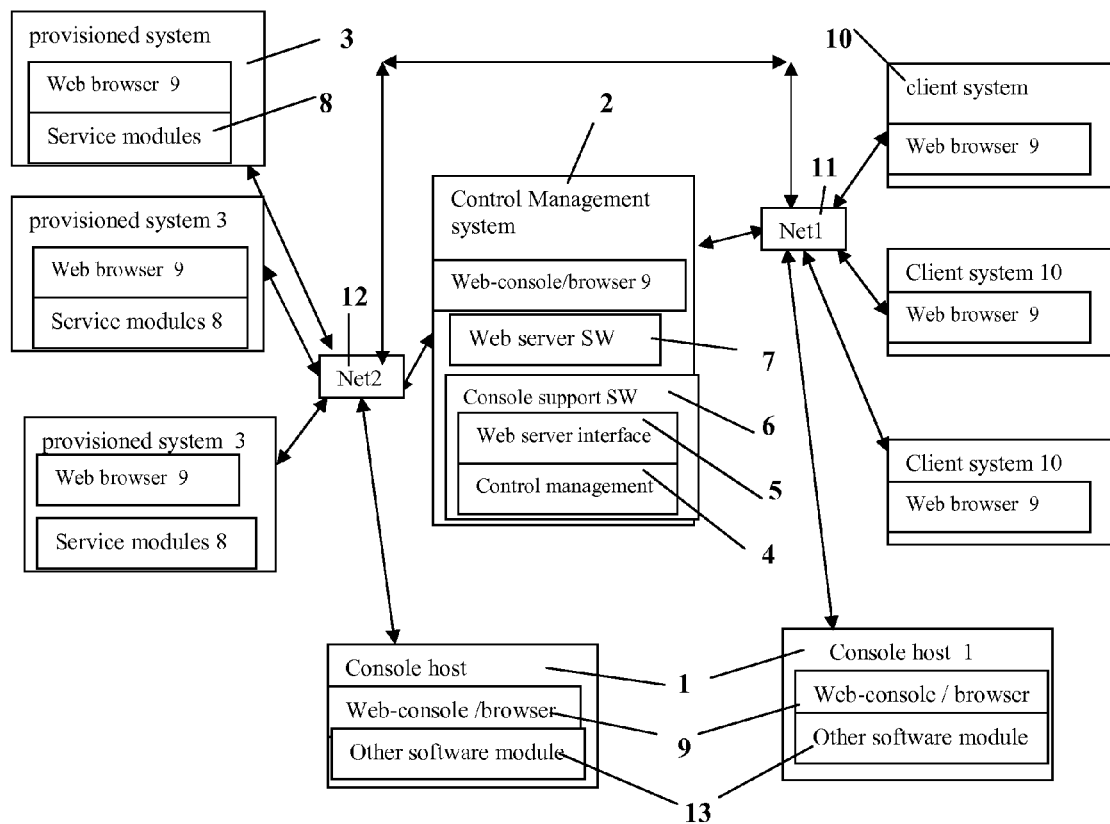 provisioned system
3
Web browser 9
8
Service modules
provisioned system 3
Web browser 9
Service modules 8
12
Net2
provisioned system 3
Web browser 9
Service modules 8
2
Control Management
system
Web-console/browser 9
Web server SW
7
Console support SW
6
Web server interface
5
Control management
4
10
client system
Web browser 9
11
Net1
Client system 10
Web browser 9
Client system 10
Web browser 9
Console host
1
Web-console /browser
9
Other software module
13
Console host 1
Web-console / browser
Other software module